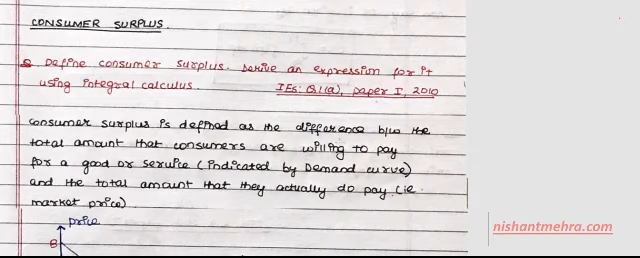 CONSUMER SURPLUS.
Q Define consumer surplus. Derive an expression for it
using integral calculus. IES: Q1(a), paper I, 2010
consumer surplus is defined as the difference b/w the
total amount that consumers are willing to pay
for a good or service (indicated by Demand curve)
and the total amount that they actually do pay (ie.
market price).
price
B
nishantmehra.com